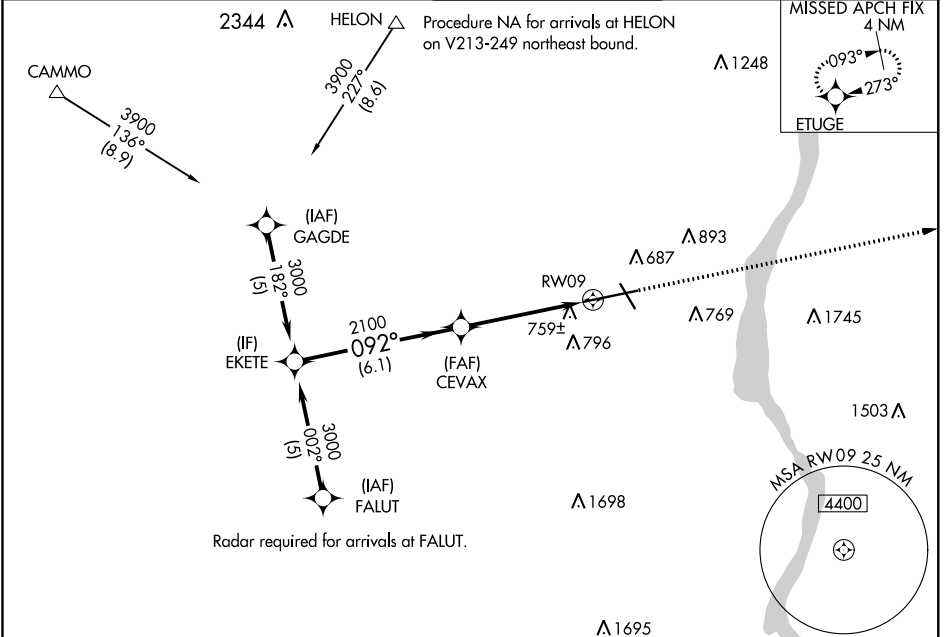 2344
HELON
Procedure NA for arrivals at HELON
on V213-249 northeast bound.
MISSED APCH FIX
4 NM
093°
273°
ETUGE
1248
CAMMO
3900
136°
(8.9)
3900
227°
(8.6)
(IAF)
GAGDE
3000
182°
(5)
893
687
RW09
769
1745
759±
796
(IF)
EKETE
2100
092°
(6.1)
(FAF)
CEVAX
1503
3000
002°
(5)
(IAF)
FALUT
1698
MSA RW09 25 NM
4400
Radar required for arrivals at FALUT.
1695